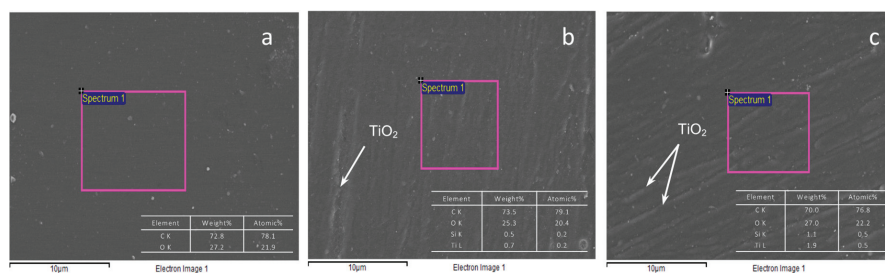 a
Spectrum 1
Element Weight% Atomic%
C K 72.8 78.1
O K 27.2 21.9
10µm Electron Image 1
b
Spectrum 1
TiO2
Element Weight% Atomic%
C K 73.5 79.1
O K 25.3 20.4
Si K 0.5 0.2
Ti L 0.7 0.2
10µm Electron Image 1
c
Spectrum 1
TiO2
Element Weight% Atomic%
C K 70.0 76.8
O K 27.0 22.2
Si K 1.1 0.5
Ti L 1.9 0.5
10µm Electron Image 1